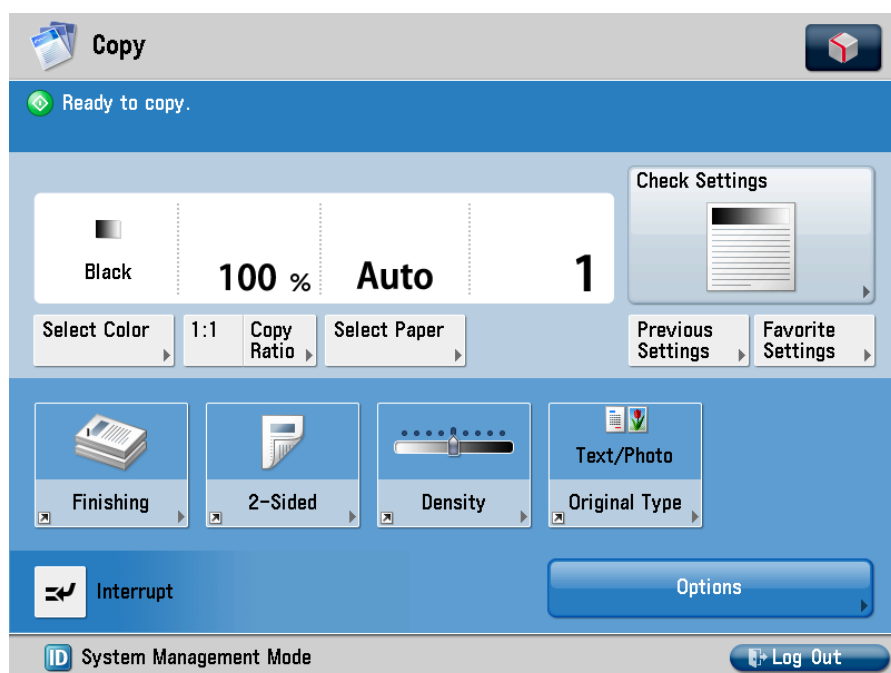 Copy
Ready to copy.
Check Settings
Black
100 %
Auto
1
Select Color
1:1
Copy
Ratio
Select Paper
Previous
Settings
Favorite
Settings
Finishing
2-Sided
Density
Text/Photo
Original Type
Interrupt
Options
ID System Management Mode
Log Out